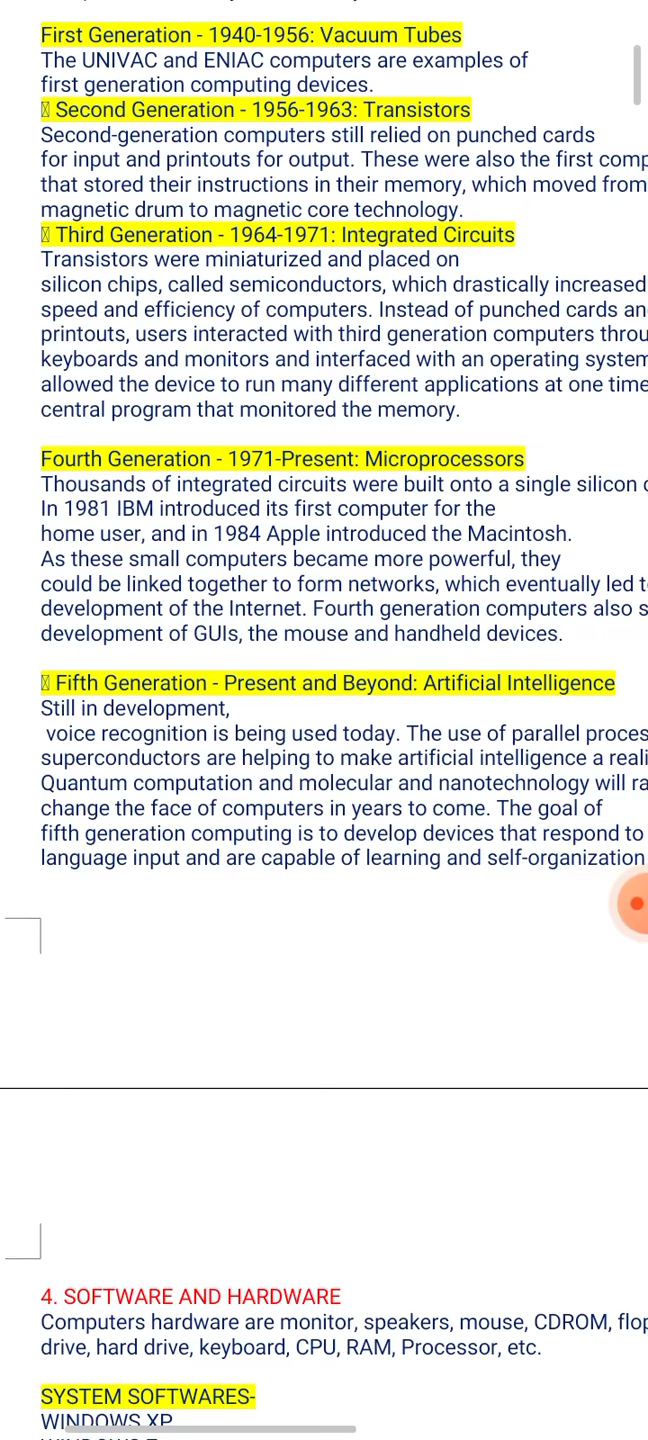 First Generation - 1940-1956: Vacuum Tubes
The UNIVAC and ENIAC computers are examples of
first generation computing devices.
Second Generation - 1956-1963: Transistors
Second-generation computers still relied on punched cards
for input and printouts for output. These were also the first comp
that stored their instructions in their memory, which moved from
magnetic drum to magnetic core technology.
Third Generation - 1964-1971: Integrated Circuits
Transistors were miniaturized and placed on
silicon chips, called semiconductors, which drastically increased
speed and efficiency of computers. Instead of punched cards an
printouts, users interacted with third generation computers throu
keyboards and monitors and interfaced with an operating system
allowed the device to run many different applications at one time
central program that monitored the memory.
Fourth Generation - 1971-Present: Microprocessors
Thousands of integrated circuits were built onto a single silicon
In 1981 IBM introduced its first computer for the
home user, and in 1984 Apple introduced the Macintosh.
As these small computers became more powerful, they
could be linked together to form networks, which eventually led
development of the Internet. Fourth generation computers also s
development of GUIs, the mouse and handheld devices.
Fifth Generation - Present and Beyond: Artificial Intelligence
Still in development,
voice recognition is being used today. The use of parallel proces
superconductors are helping to make artificial intelligence a reali
Quantum computation and molecular and nanotechnology will ra
change the face of computers in years to come. The goal of
fifth generation computing is to develop devices that respond to
language input and are capable of learning and self-organization
4. SOFTWARE AND HARDWARE
Computers hardware are monitor, speakers, mouse, CDROM, flop
drive, hard drive, keyboard, CPU, RAM, Processor, etc.
SYSTEM SOFTWARES-
WINDOWS XP